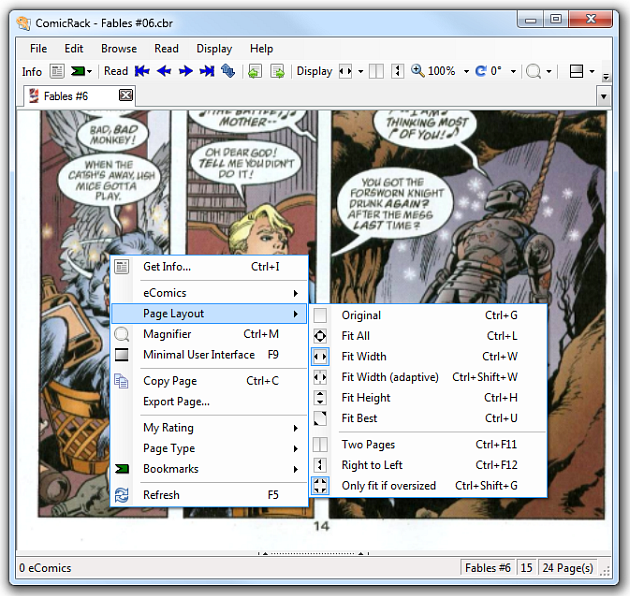 ComicRack - Fables #06.cbr
File Edit Browse Read Display Help
Info Read Display 100% 0°
Fables #6
BAD, BAD
MONKEY!
WHEN THE
CATSH'S AWAY, USH
MICE GOTTA
PLAY.
MOTHER--
OH DEAR GOD!
TELL ME YOU DIDN'T
DO IT!
I AM
THINKING MOST
OF YOU!
YOU GOT THE
FORSWORN KNIGHT
DRUNK AGAIN?
AFTER THE MESS
LAST TIME?
Get Info... Ctrl+I
eComics
Page Layout
Magnifier Ctrl+M
Minimal User Interface F9
Copy Page Ctrl+C
Export Page...
My Rating
Page Type
Bookmarks
Refresh F5
Original Ctrl+G
Fit All Ctrl+L
Fit Width Ctrl+W
Fit Width (adaptive) Ctrl+Shift+W
Fit Height Ctrl+H
Fit Best Ctrl+U
Two Pages Ctrl+F11
Right to Left Ctrl+F12
Only fit if oversized Ctrl+Shift+G
14
0 eComics Fables #6 15 24 Page(s)